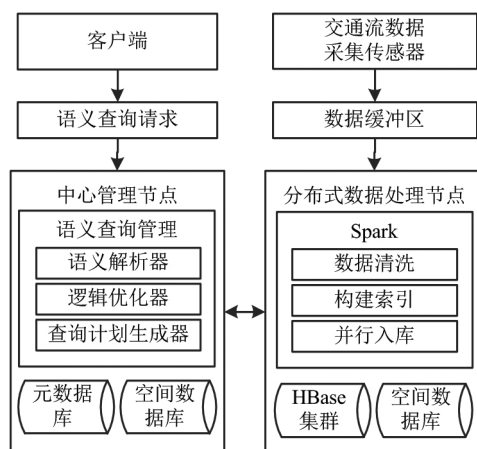 客户端
语义查询请求
中心管理节点
语义查询管理
语义解析器
逻辑优化器
查询计划生成器
元数据
库
空间数
据库
交通流数据
采集传感器
数据缓冲区
分布式数据处理节点
Spark
数据清洗
构建索引
并行入库
HBase
集群
空间数
据库